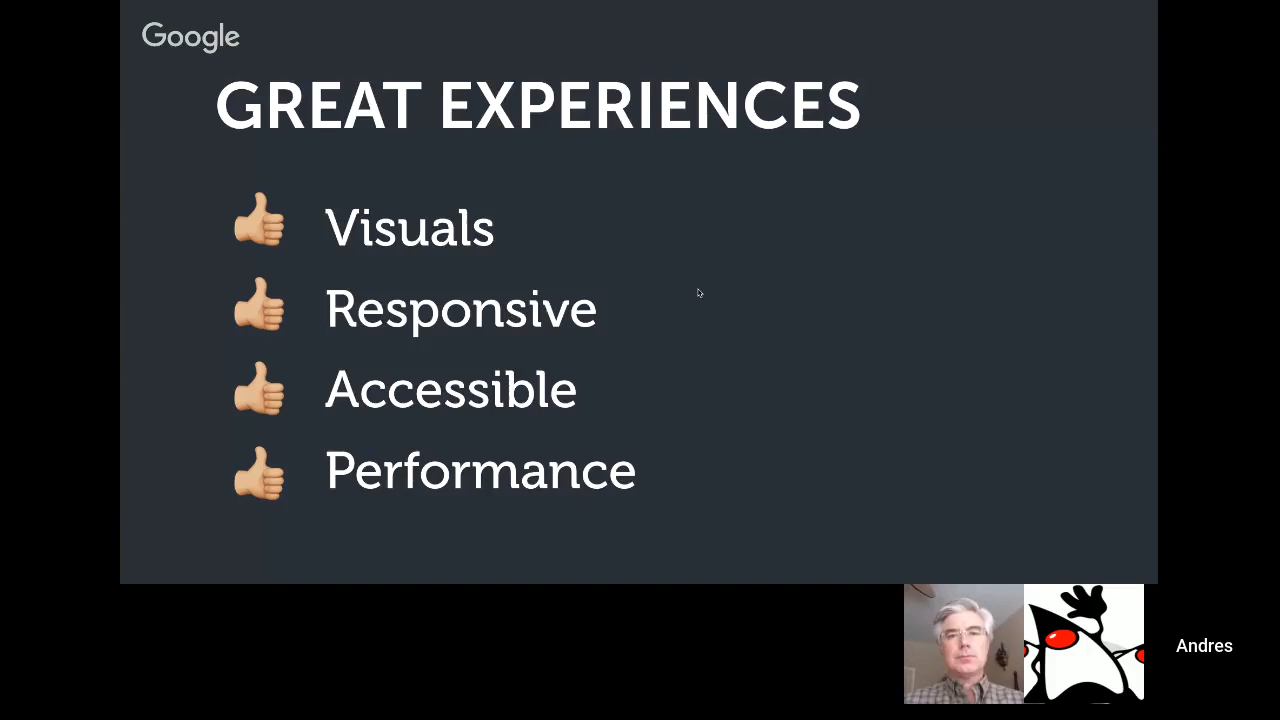 Google
GREAT EXPERIENCES
Visuals
Responsive
Accessible
Performance
Andres